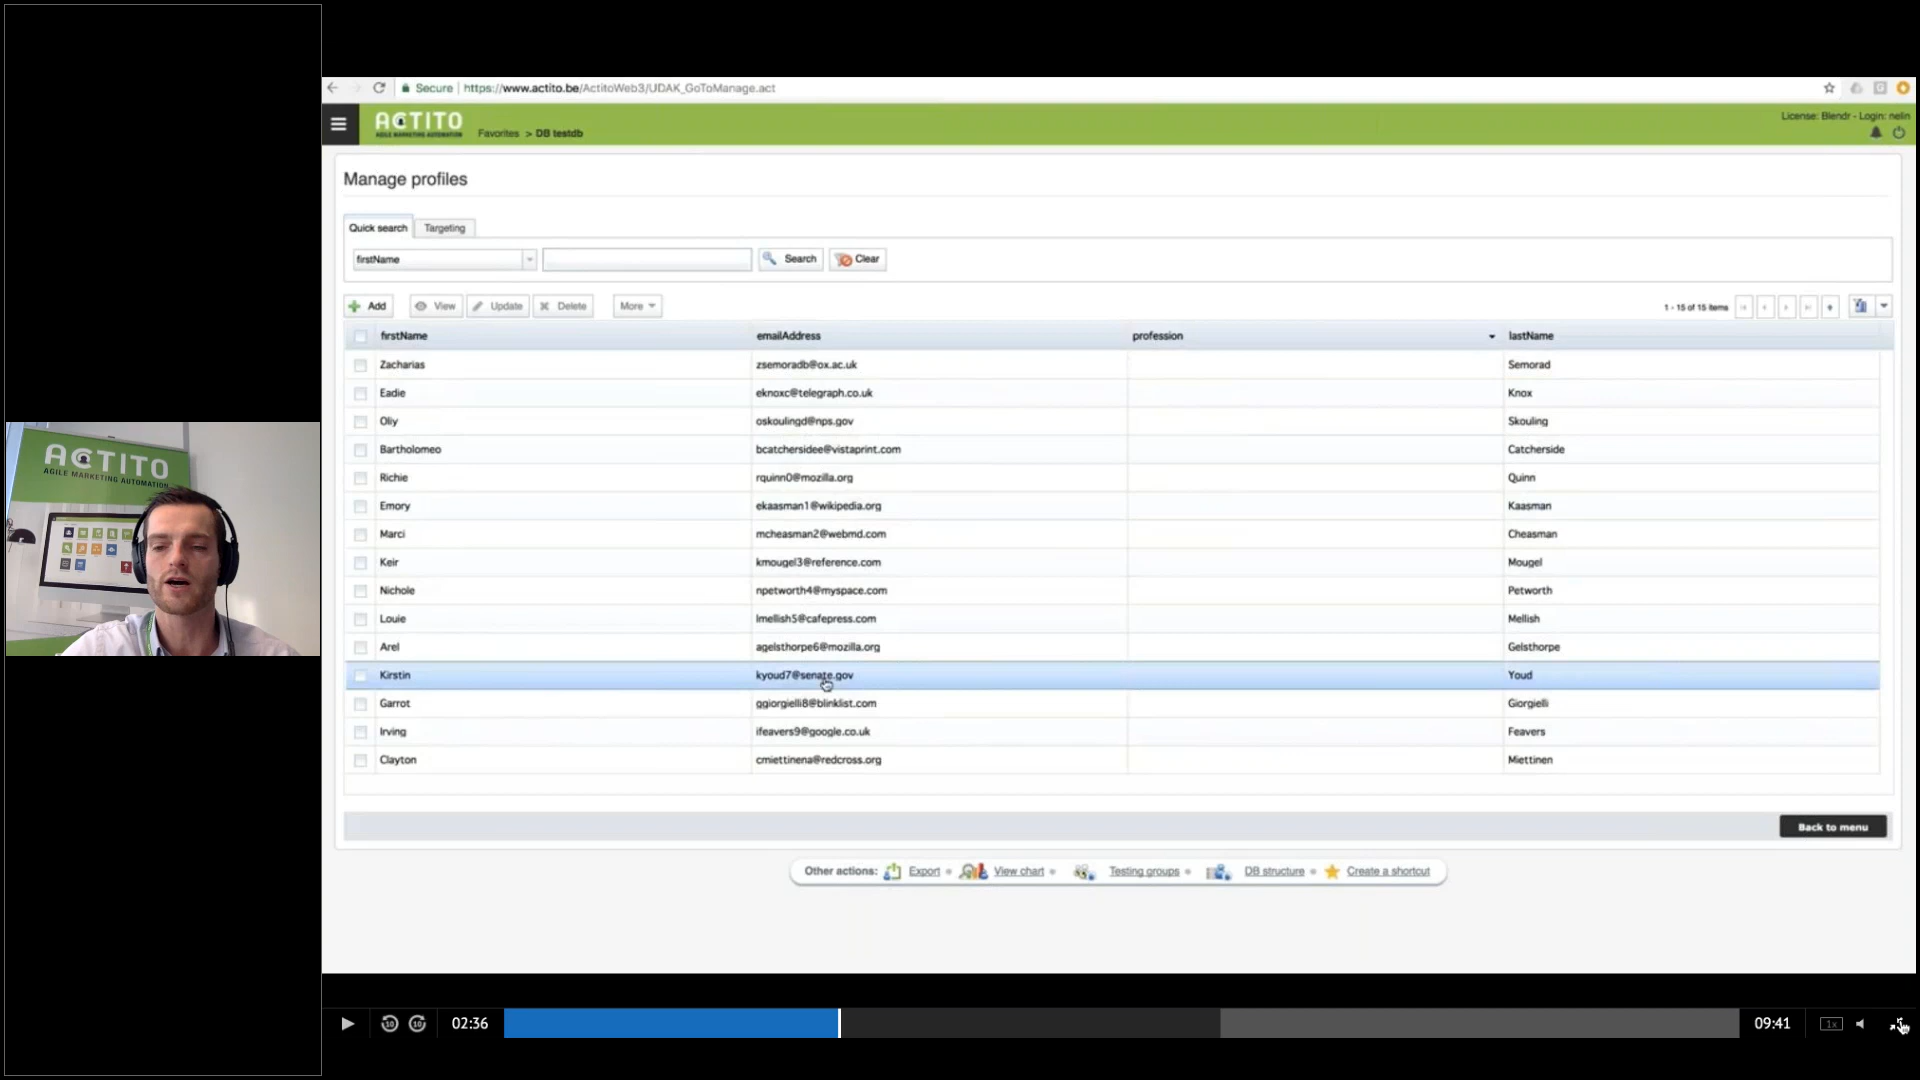 Secure | https://www.actito.be/ActitoWeb3/UDAK_GoToManage.act
ACTITO
AGILE MARKETING AUTOMATION
Favorites > DB testdb
License: Blendr - Login: nelin
Manage profiles
Quick search Targeting
firstName Search Clear
Add View Update Delete More 1 - 15 of 15 items
firstName emailAddress profession lastName
Zacharias zsemoradb@ox.ac.uk Semorad
Eadie eknoxc@telegraph.co.uk Knox
Oliy oskoulingd@nps.gov Skouling
Bartholomeo bcatchersidee@vistaprint.com Catcherside
Richie rquinn0@mozilla.org Quinn
Emory ekaasman1@wikipedia.org Kaasman
Marci mcheasman2@webmd.com Cheasman
Keir kmougel3@reference.com Mougel
Nichole npetworth4@myspace.com Petworth
Louie lmellish5@cafepress.com Mellish
Arel agelsthorpe6@mozilla.org Gelsthorpe
Kirstin kyoud7@senate.gov Youd
Garrot ggiorgielli8@blinklist.com Giorgielli
Irving ifeavers9@google.co.uk Feavers
Clayton cmiettinena@redcross.org Miettinen
Back to menu
Other actions: Export View chart Testing groups DB structure Create a shortcut
ACTITO
AGILE MARKETING AUTOMATION
10 10 02:36 09:41 1x